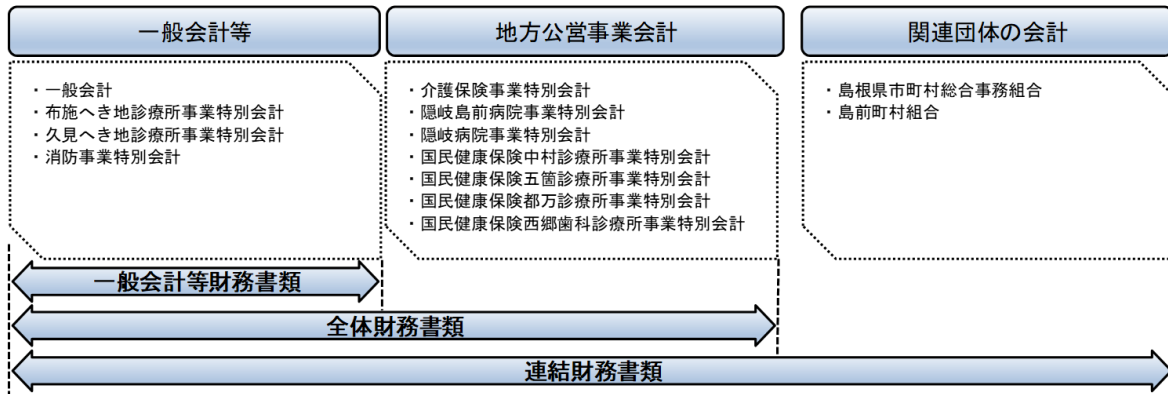 一般会計等
地方公営事業会計
関連団体の会計
・一般会計
・布施へき地診療所事業特別会計
・久見へき地診療所事業特別会計
・消防事業特別会計
・介護保険事業特別会計
・隠岐島前病院事業特別会計
・隠岐病院事業特別会計
・国民健康保険中村診療所事業特別会計
・国民健康保険五箇診療所事業特別会計
・国民健康保険都万診療所事業特別会計
・国民健康保険西郷歯科診療所事業特別会計
・島根県市町村総合事務組合
・島前町村組合
一般会計等財務書類
全体財務書類
連結財務書類